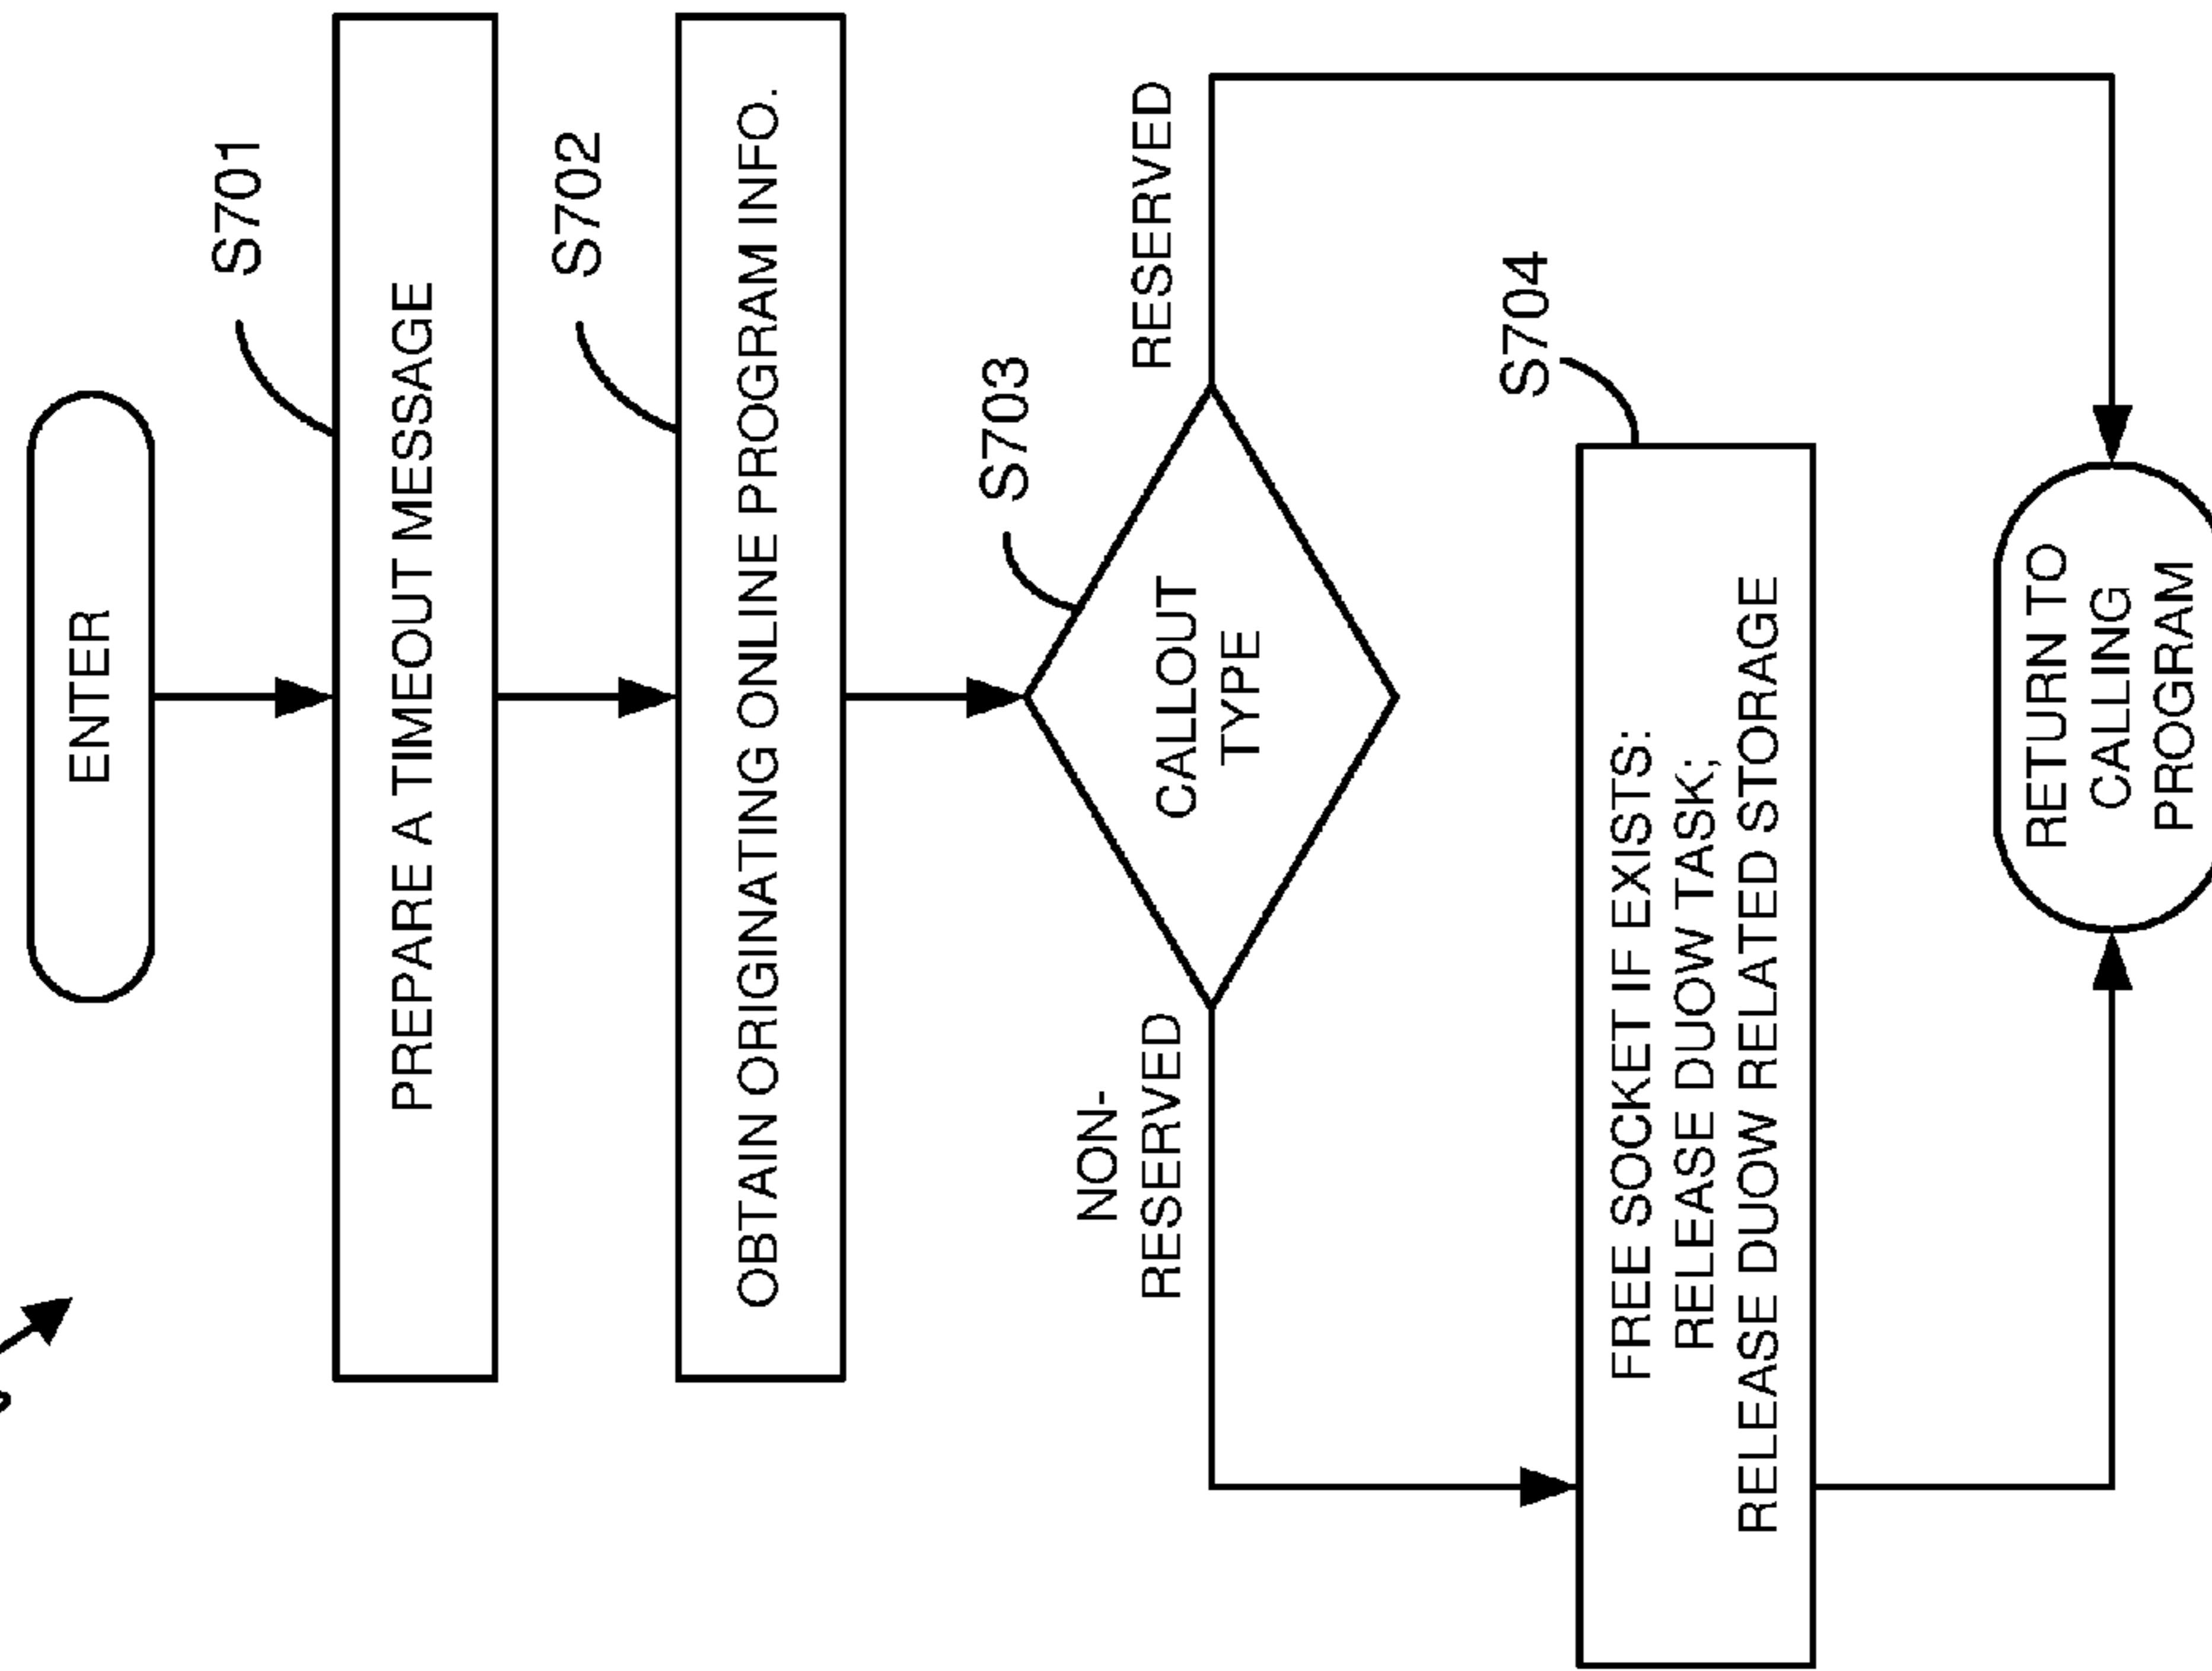 ENTER
S701
PREPARE A TIMEOUT MESSAGE
S702
OBTAIN ORIGINATING ONLINE PROGRAM INFO.
S703
CALLOUT
TYPE
NON-
RESERVED
RESERVED
S704
FREE SOCKET IF EXISTS:
RELEASE DUOW TASK;
RELEASE DUOW RELATED STORAGE
RETURN TO
CALLING
PROGRAM